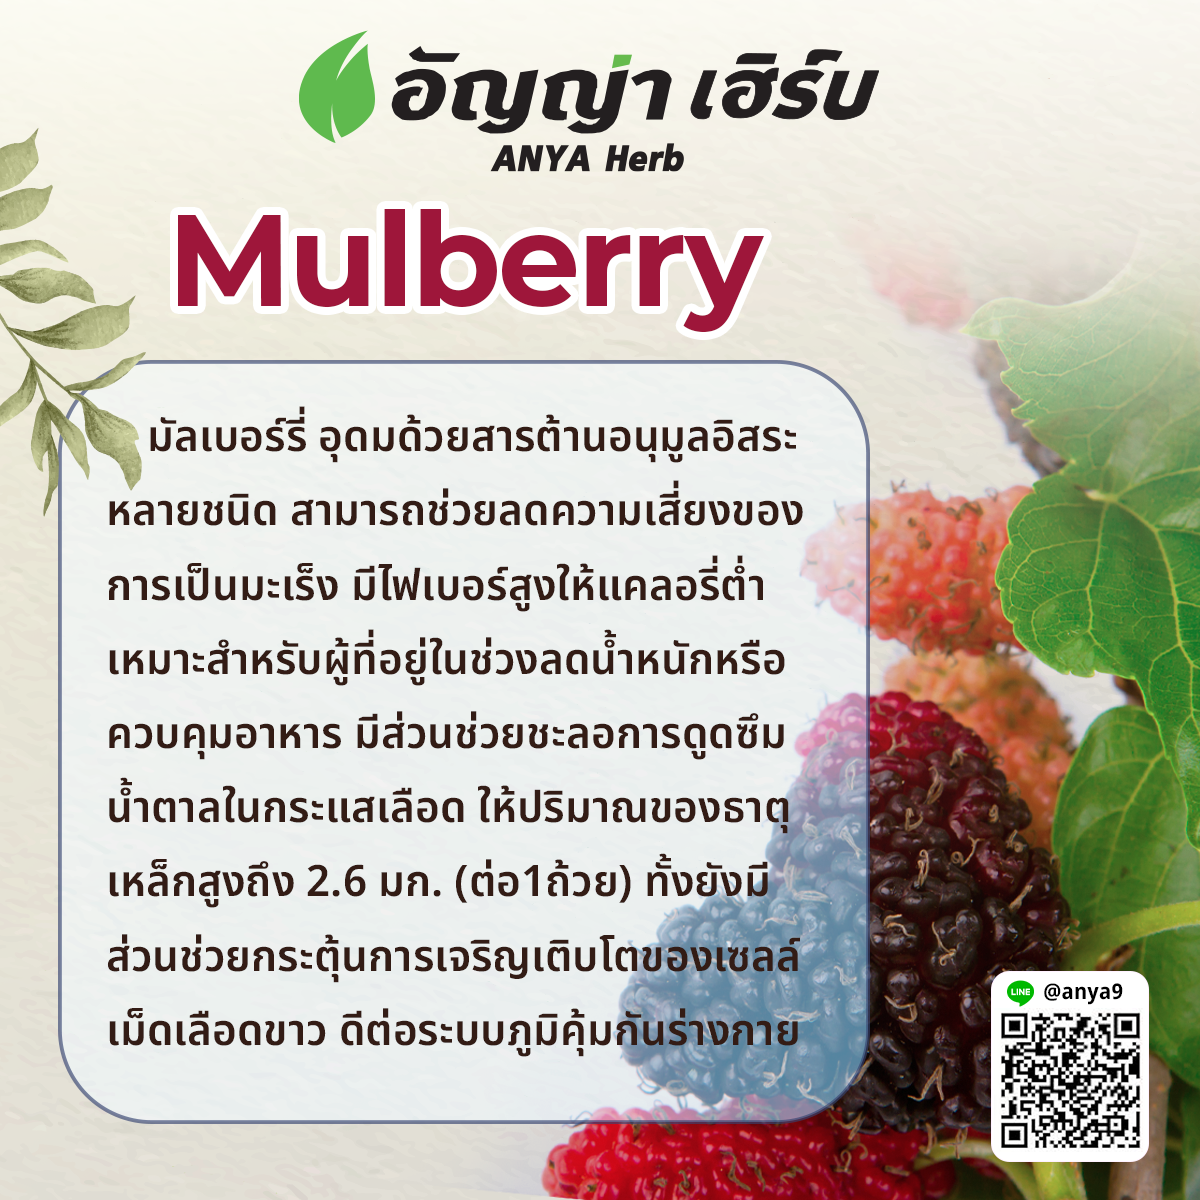 อัญญ่า เฮิร์บ
ANYA Herb
Mulberry
มัลเบอร์รี่ อุดมด้วยสารต้านอนุมูลอิสระ
หลายชนิด สามารถช่วยลดความเสี่ยงของ
การเป็นมะเร็ง มีไฟเบอร์สูงให้แคลอรี่ต่ำ
เหมาะสำหรับผู้ที่อยู่ในช่วงลดน้ำหนักหรือ
ควบคุมอาหาร มีส่วนช่วยชะลอการดูดซึม
น้ำตาลในกระแสเลือด ให้ปริมาณของธาตุ
เหล็กสูงถึง 2.6 มก. (ต่อ1ถ้วย) ทั้งยังมี
ส่วนช่วยกระตุ้นการเจริญเติบโตของเซลล์
เม็ดเลือดขาว ดีต่อระบบภูมิคุ้มกันร่างกาย
LINE @anya9